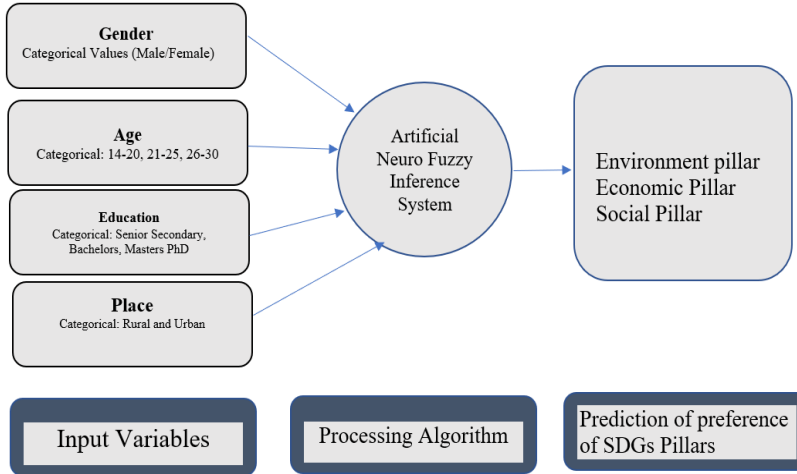 Gender
Categorical Values (Male/Female)
Age
Categorical: 14-20, 21-25, 26-30
Education
Categorical: Senior Secondary,
Bachelors, Masters PhD
Place
Categorical: Rural and Urban
Artificial
Neuro Fuzzy
Inference
System
Environment pillar
Economic Pillar
Social Pillar
Input Variables
Processing Algorithm
Prediction of preference
of SDGs Pillars